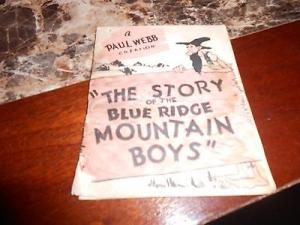 a
PAUL WEBB
CREATION
"THE STORY
OF THE
BLUE RIDGE
MOUNTAIN
BOYS"